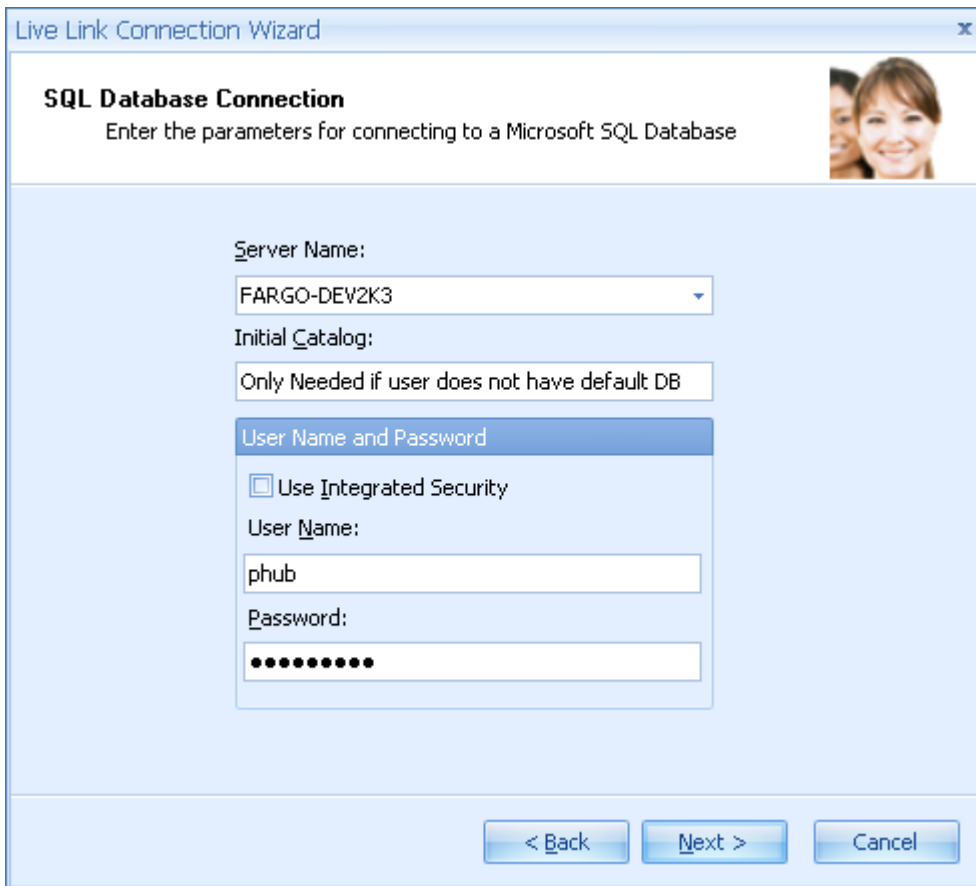 Live Link Connection Wizard
SQL Database Connection
Enter the parameters for connecting to a Microsoft SQL Database
Server Name:
FARGO-DEV2K3
Initial Catalog:
Only Needed if user does not have default DB
User Name and Password
Use Integrated Security
User Name:
phub
Password:
●●●●●●●●●
< Back Next > Cancel